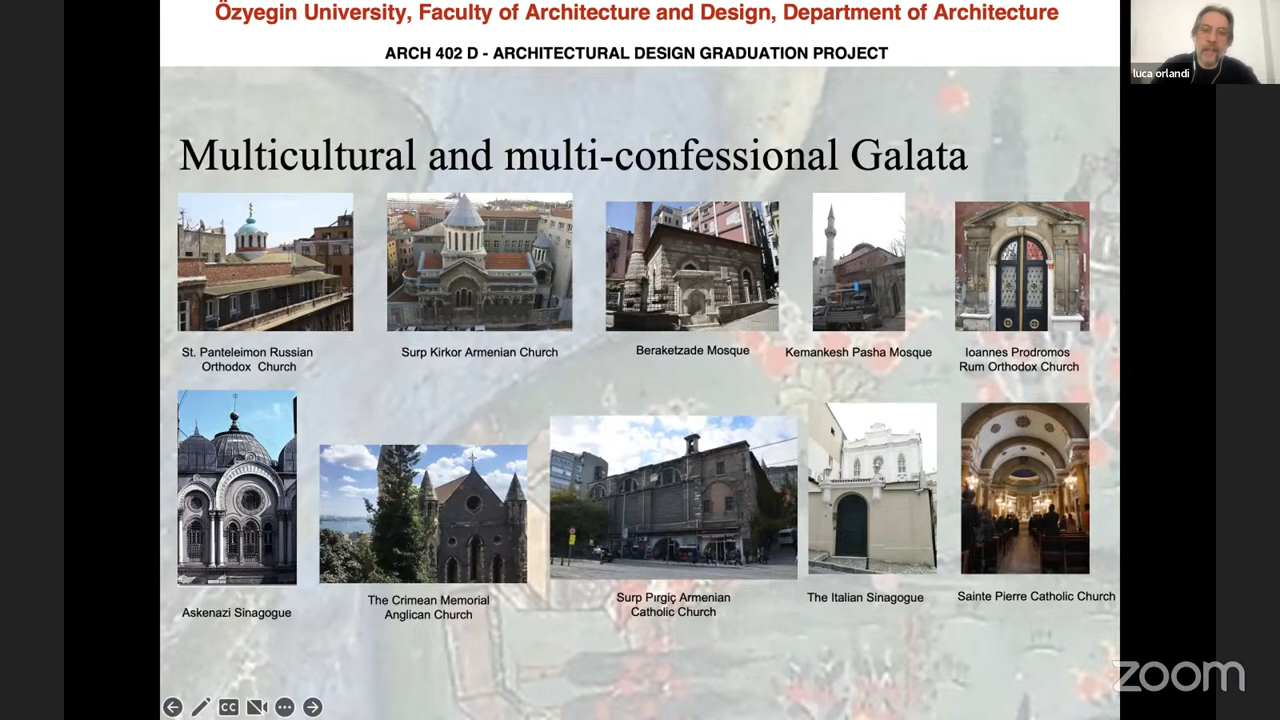 Özyegin University, Faculty of Architecture and Design, Department of Architecture
ARCH 402 D - ARCHITECTURAL DESIGN GRADUATION PROJECT
luca orlandi
Multicultural and multi-confessional Galata
St. Panteleimon Russian
Orthodox Church
Surp Kirkor Armenian Church
Beraketzade Mosque
Kemankesh Pasha Mosque
Ioannes Prodromos
Rum Orthodox Church
Askenazi Sinagogue
The Crimean Memorial
Anglican Church
Surp Pırgiç Armenian
Catholic Church
The Italian Sinagogue
Sainte Pierre Catholic Church
zoom
CC